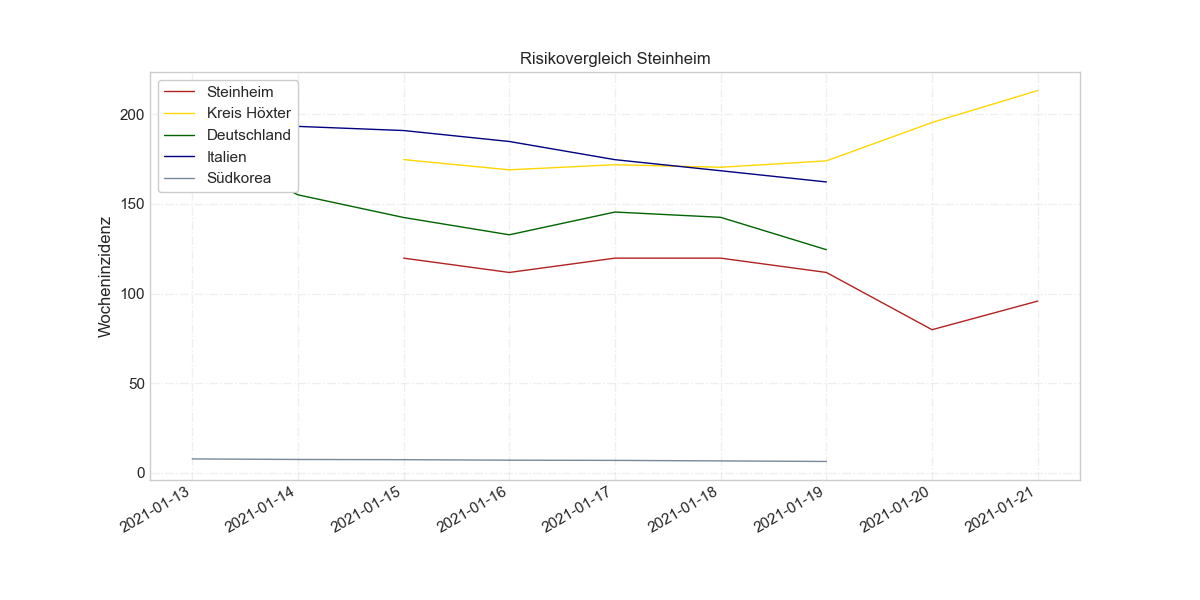 Risikovergleich Steinheim
Steinheim
Kreis Höxter
Deutschland
Italien
Südkorea
Wocheninzidenz
200
150
100
50
0
2021-01-13
2021-01-14
2021-01-15
2021-01-16
2021-01-17
2021-01-18
2021-01-19
2021-01-20
2021-01-21